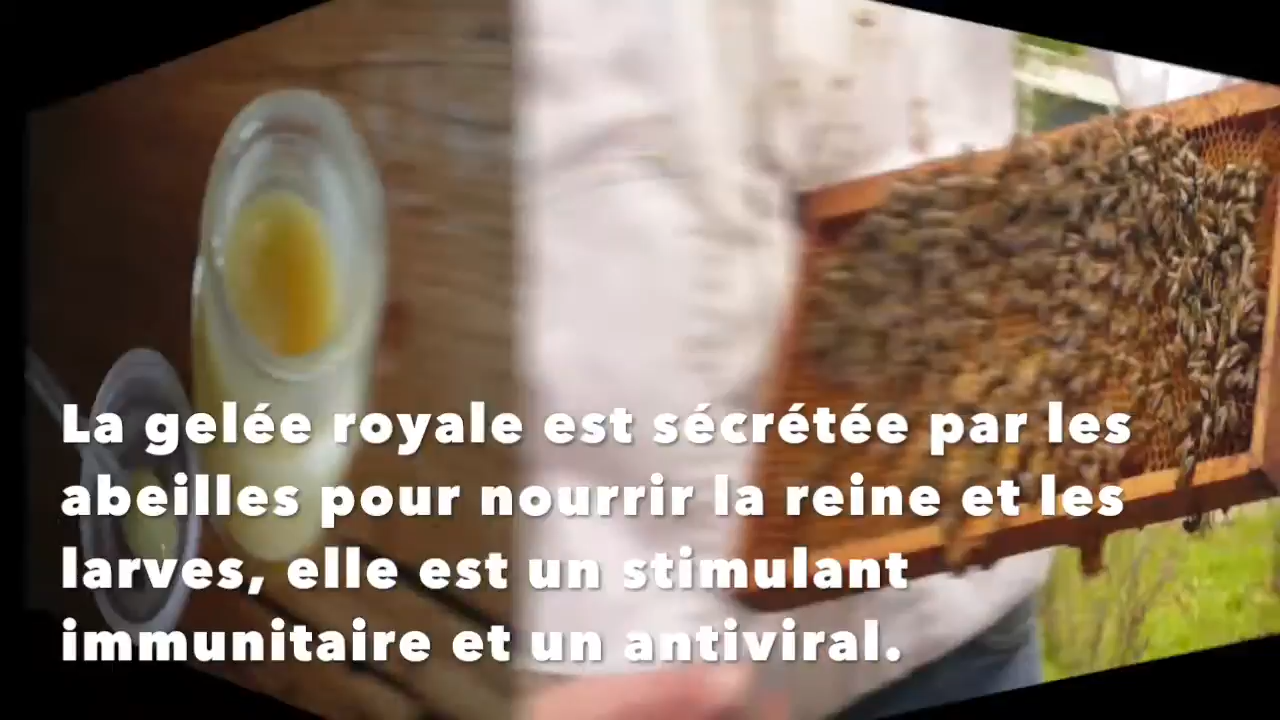 La gelée royale est sécrétée par les
abeilles pour nourrir la reine et les
larves, elle est un stimulant
immunitaire et un antiviral.